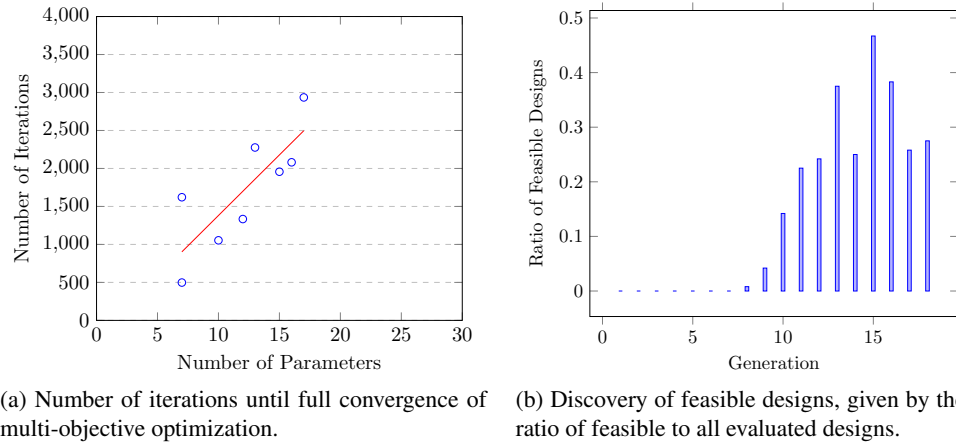 4,000
3,500
3,000
2,500
2,000
1,500
1,000
500
0
Number of Iterations
0 5 10 15 20 25 30
Number of Parameters
0.5
0.4
0.3
0.2
0.1
0
Ratio of Feasible Designs
0 5 10 15
Generation
(a) Number of iterations until full convergence of
multi-objective optimization.
(b) Discovery of feasible designs, given by the
ratio of feasible to all evaluated designs.